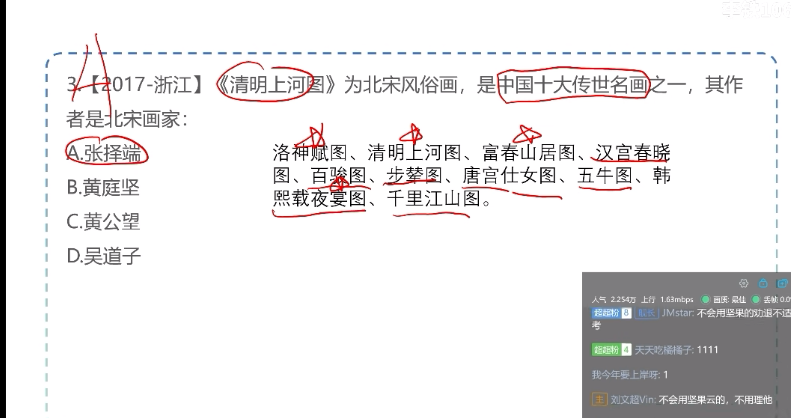 3.【2017-浙江】《清明上河图》为北宋风俗画，是中国十大传世名画之一，其作
者是北宋画家：
A.张择端
B.黄庭坚
C.黄公望
D.吴道子
洛神赋图、清明上河图、富春山居图、汉宫春晓
图、百骏图、步辇图、唐宫仕女图、五牛图、韩
熙载夜宴图、千里江山图。
A
人气 2.254万 上行 1.63mbps 画质: 最佳 丢帧 0.0
超超粉 8 JMstar: 不会用坚果的劝退不适
考
超超粉 4 天天吃橘橘子: 1111
我今年要上岸呀: 1
主 刘文超Vin: 不会用坚果云的，不用理他